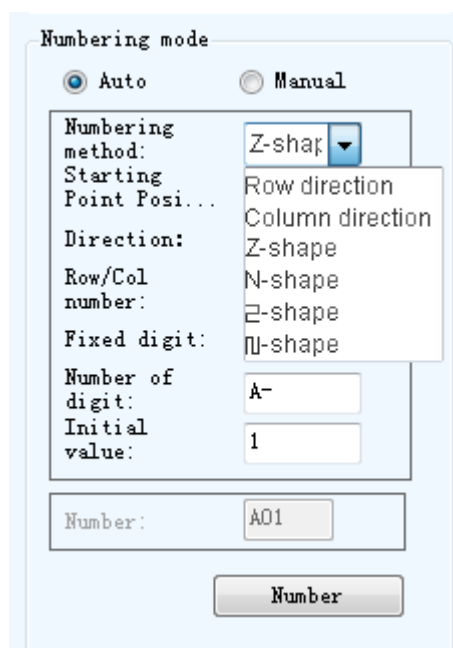 Numbering mode
Auto Manual
Numbering
method: Z-shap
Starting
Point Posi...
Row direction
Column direction
Direction: Z-shape
Row/Col
number: N-shape
己-shape
Fixed digit: -shape
Number of
digit: A-
Initial
value: 1
Number: A01
Number